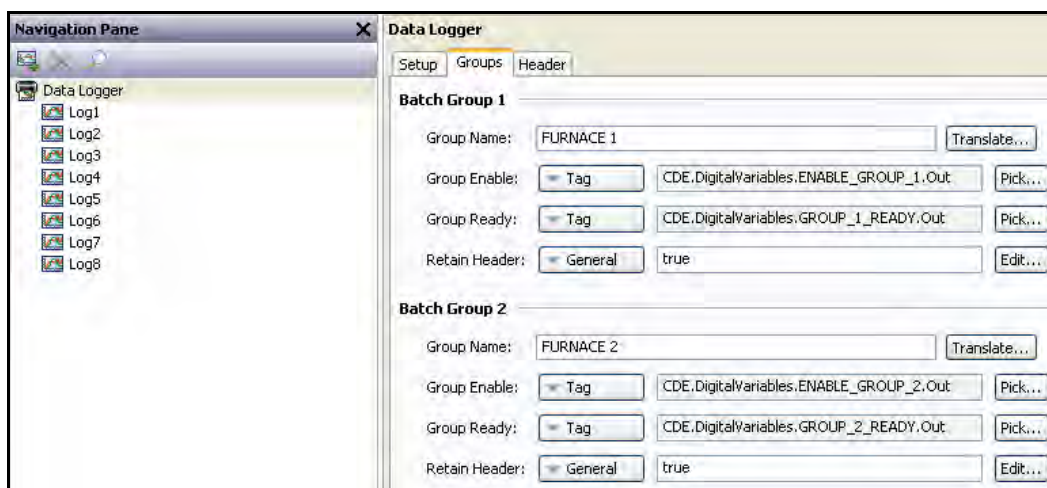 Navigation Pane
Data Logger
Log1
Log2
Log3
Log4
Log5
Log6
Log7
Log8
Data Logger
Setup Groups Header
Batch Group 1
Group Name: FURNACE 1 Translate...
Group Enable: Tag CDE.DigitalVariables.ENABLE_GROUP_1.Out Pick...
Group Ready: Tag CDE.DigitalVariables.GROUP_1_READY.Out Pick...
Retain Header: General true Edit...
Batch Group 2
Group Name: FURNACE 2 Translate...
Group Enable: Tag CDE.DigitalVariables.ENABLE_GROUP_2.Out Pick...
Group Ready: Tag CDE.DigitalVariables.GROUP_2_READY.Out Pick...
Retain Header: General true Edit...